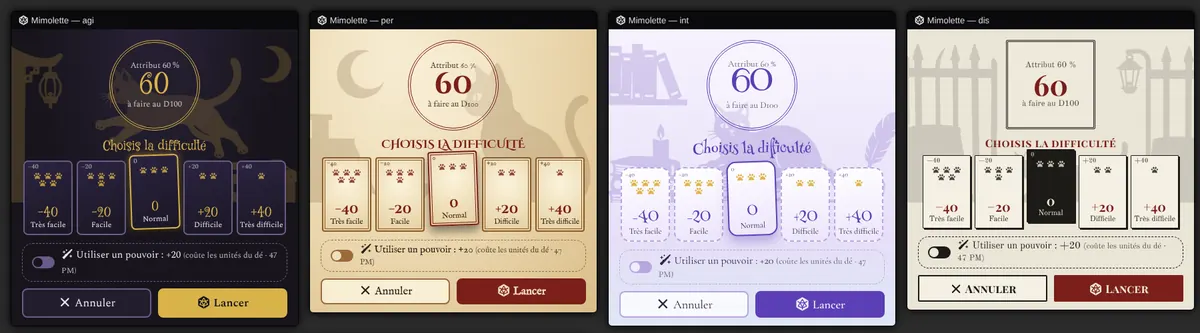 Mimolette — agi
Attribut 60 %
60
à faire au D100
Choisis la difficulté
-40
-40
Très facile
-20
-20
Facile
0
0
Normal
+20
+20
Difficile
+40
+40
Très difficile
Utiliser un pouvoir : +20 (coûte les unités du dé · 47
PM)
Annuler
Lancer
Mimolette — per
Attribut 60 %
60
à faire au D100
Choisis la difficulté
-40
-40
Très facile
-20
-20
Facile
0
0
Normal
+20
+20
Difficile
+40
+40
Très difficile
Utiliser un pouvoir : +20 (coûte les unités du dé · 47
PM)
Annuler
Lancer
Mimolette — int
Attribut 60 %
60
à faire au D100
Choisis la difficulté
-40
-40
Très facile
-20
-20
Facile
0
0
Normal
+20
+20
Difficile
+40
+40
Très difficile
Utiliser un pouvoir : +20 (coûte les unités du dé · 47
PM)
Annuler
Lancer
Mimolette — dis
Attribut 60 %
60
à faire au D100
Choisis la difficulté
-40
-40
Très facile
-20
-20
Facile
0
0
Normal
+20
+20
Difficile
+40
+40
Très difficile
Utiliser un pouvoir : +20 (coûte les unités du dé ·
47 PM)
Annuler
Lancer